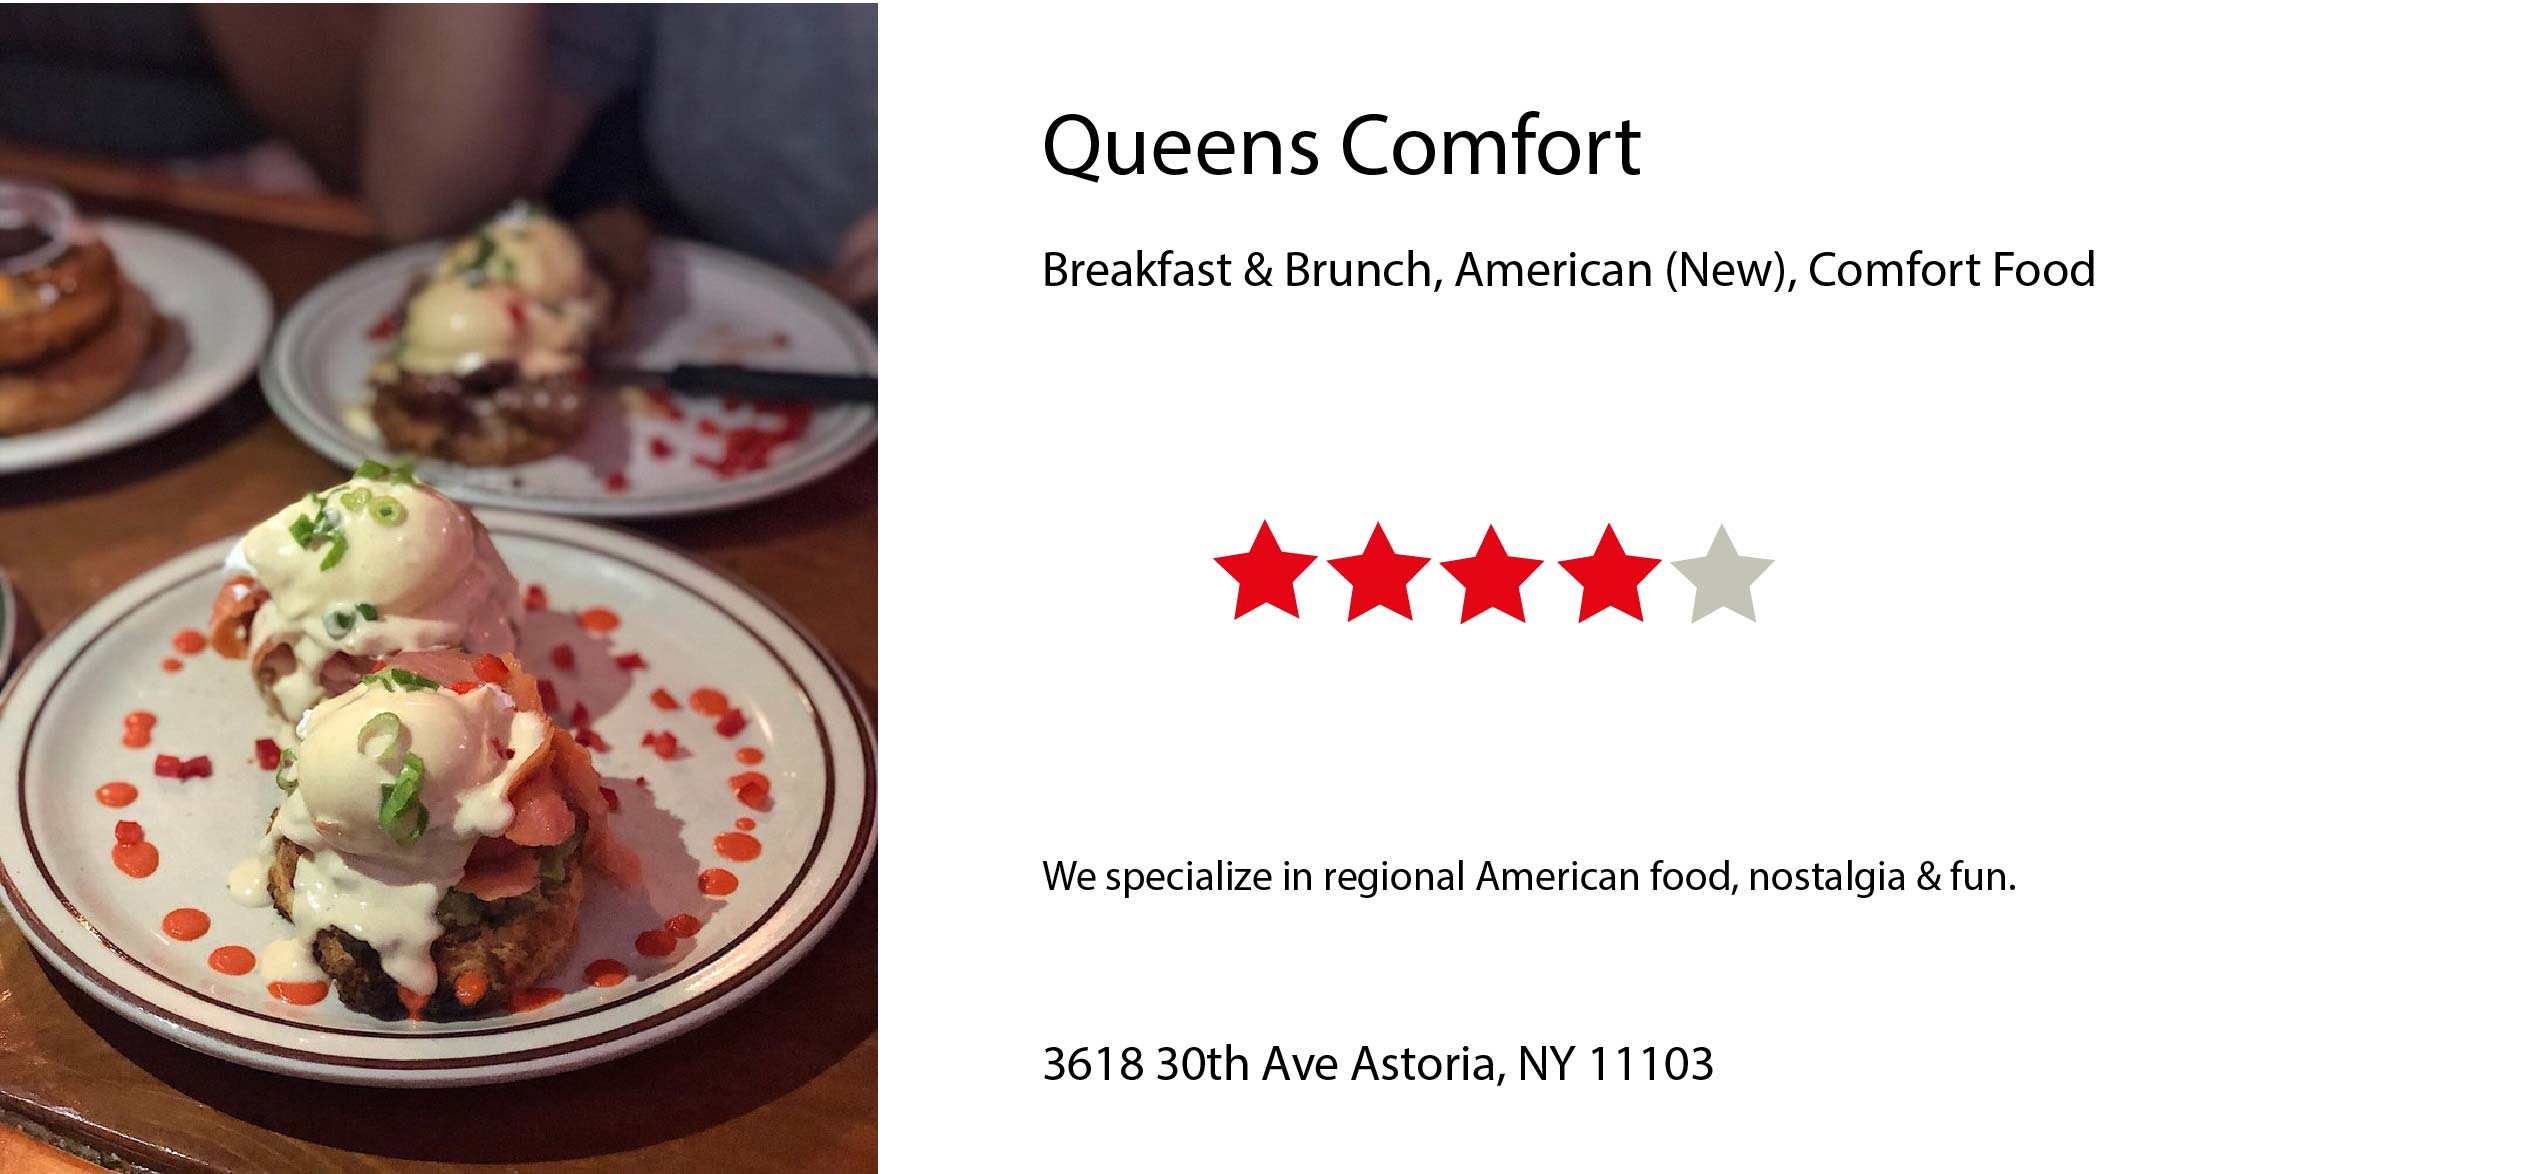 Queens Comfort
Breakfast & Brunch, American (New), Comfort Food
We specialize in regional American food, nostalgia & fun.
3618 30th Ave Astoria, NY 11103